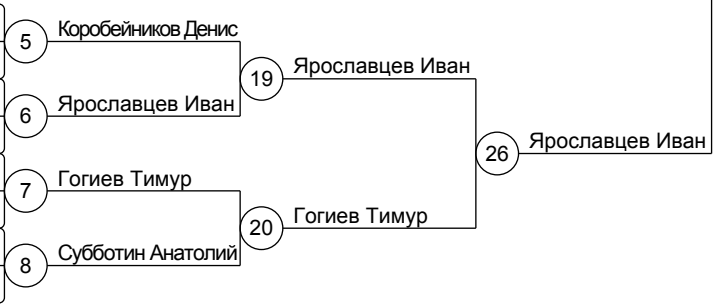 5 Коробейников Денис
19 Ярославцев Иван
6 Ярославцев Иван
26 Ярославцев Иван
7 Гогиев Тимур
20 Гогиев Тимур
8 Субботин Анатолий